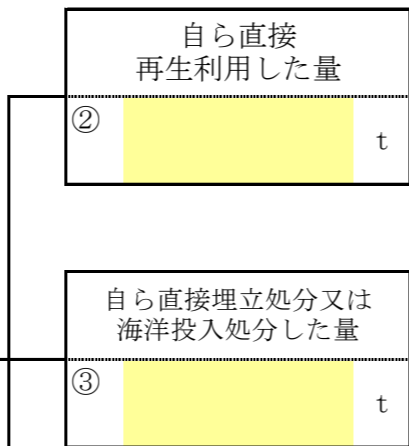 自ら直接
再生利用した量
②
t
自ら直接埋立処分又は
海洋投入処分した量
③
t